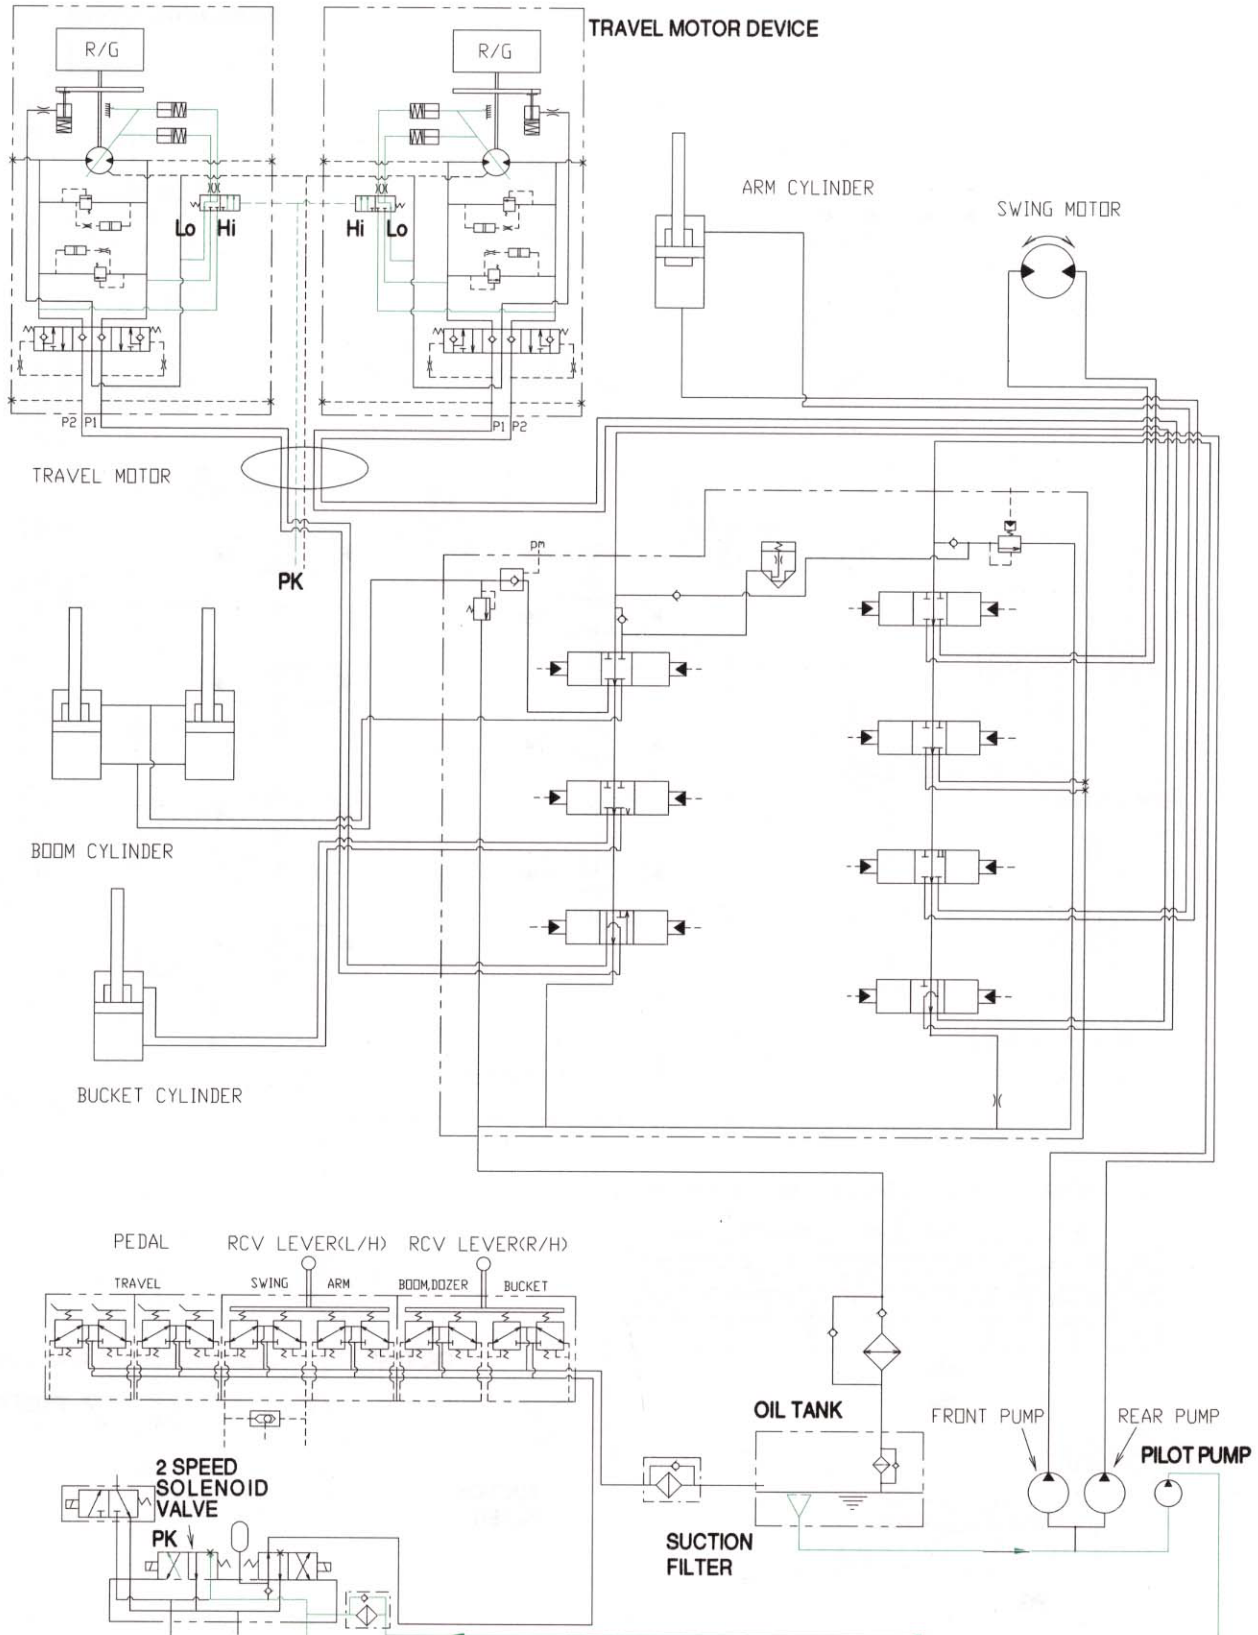 TRAVEL MOTOR DEVICE
R/G
R/G
ARM CYLINDER
SWING MOTOR
Lo Hi
Hi Lo
P2 P1
P1 P2
TRAVEL MOTOR
PK
pm
BOOM CYLINDER
BUCKET CYLINDER
PEDAL RCV LEVER(L/H) RCV LEVER(R/H)
TRAVEL SWING ARM BOOM,DOZER BUCKET
OIL TANK
FRONT PUMP REAR PUMP
PILOT PUMP
2 SPEED
SOLENOID
VALVE
PK
SUCTION
FILTER